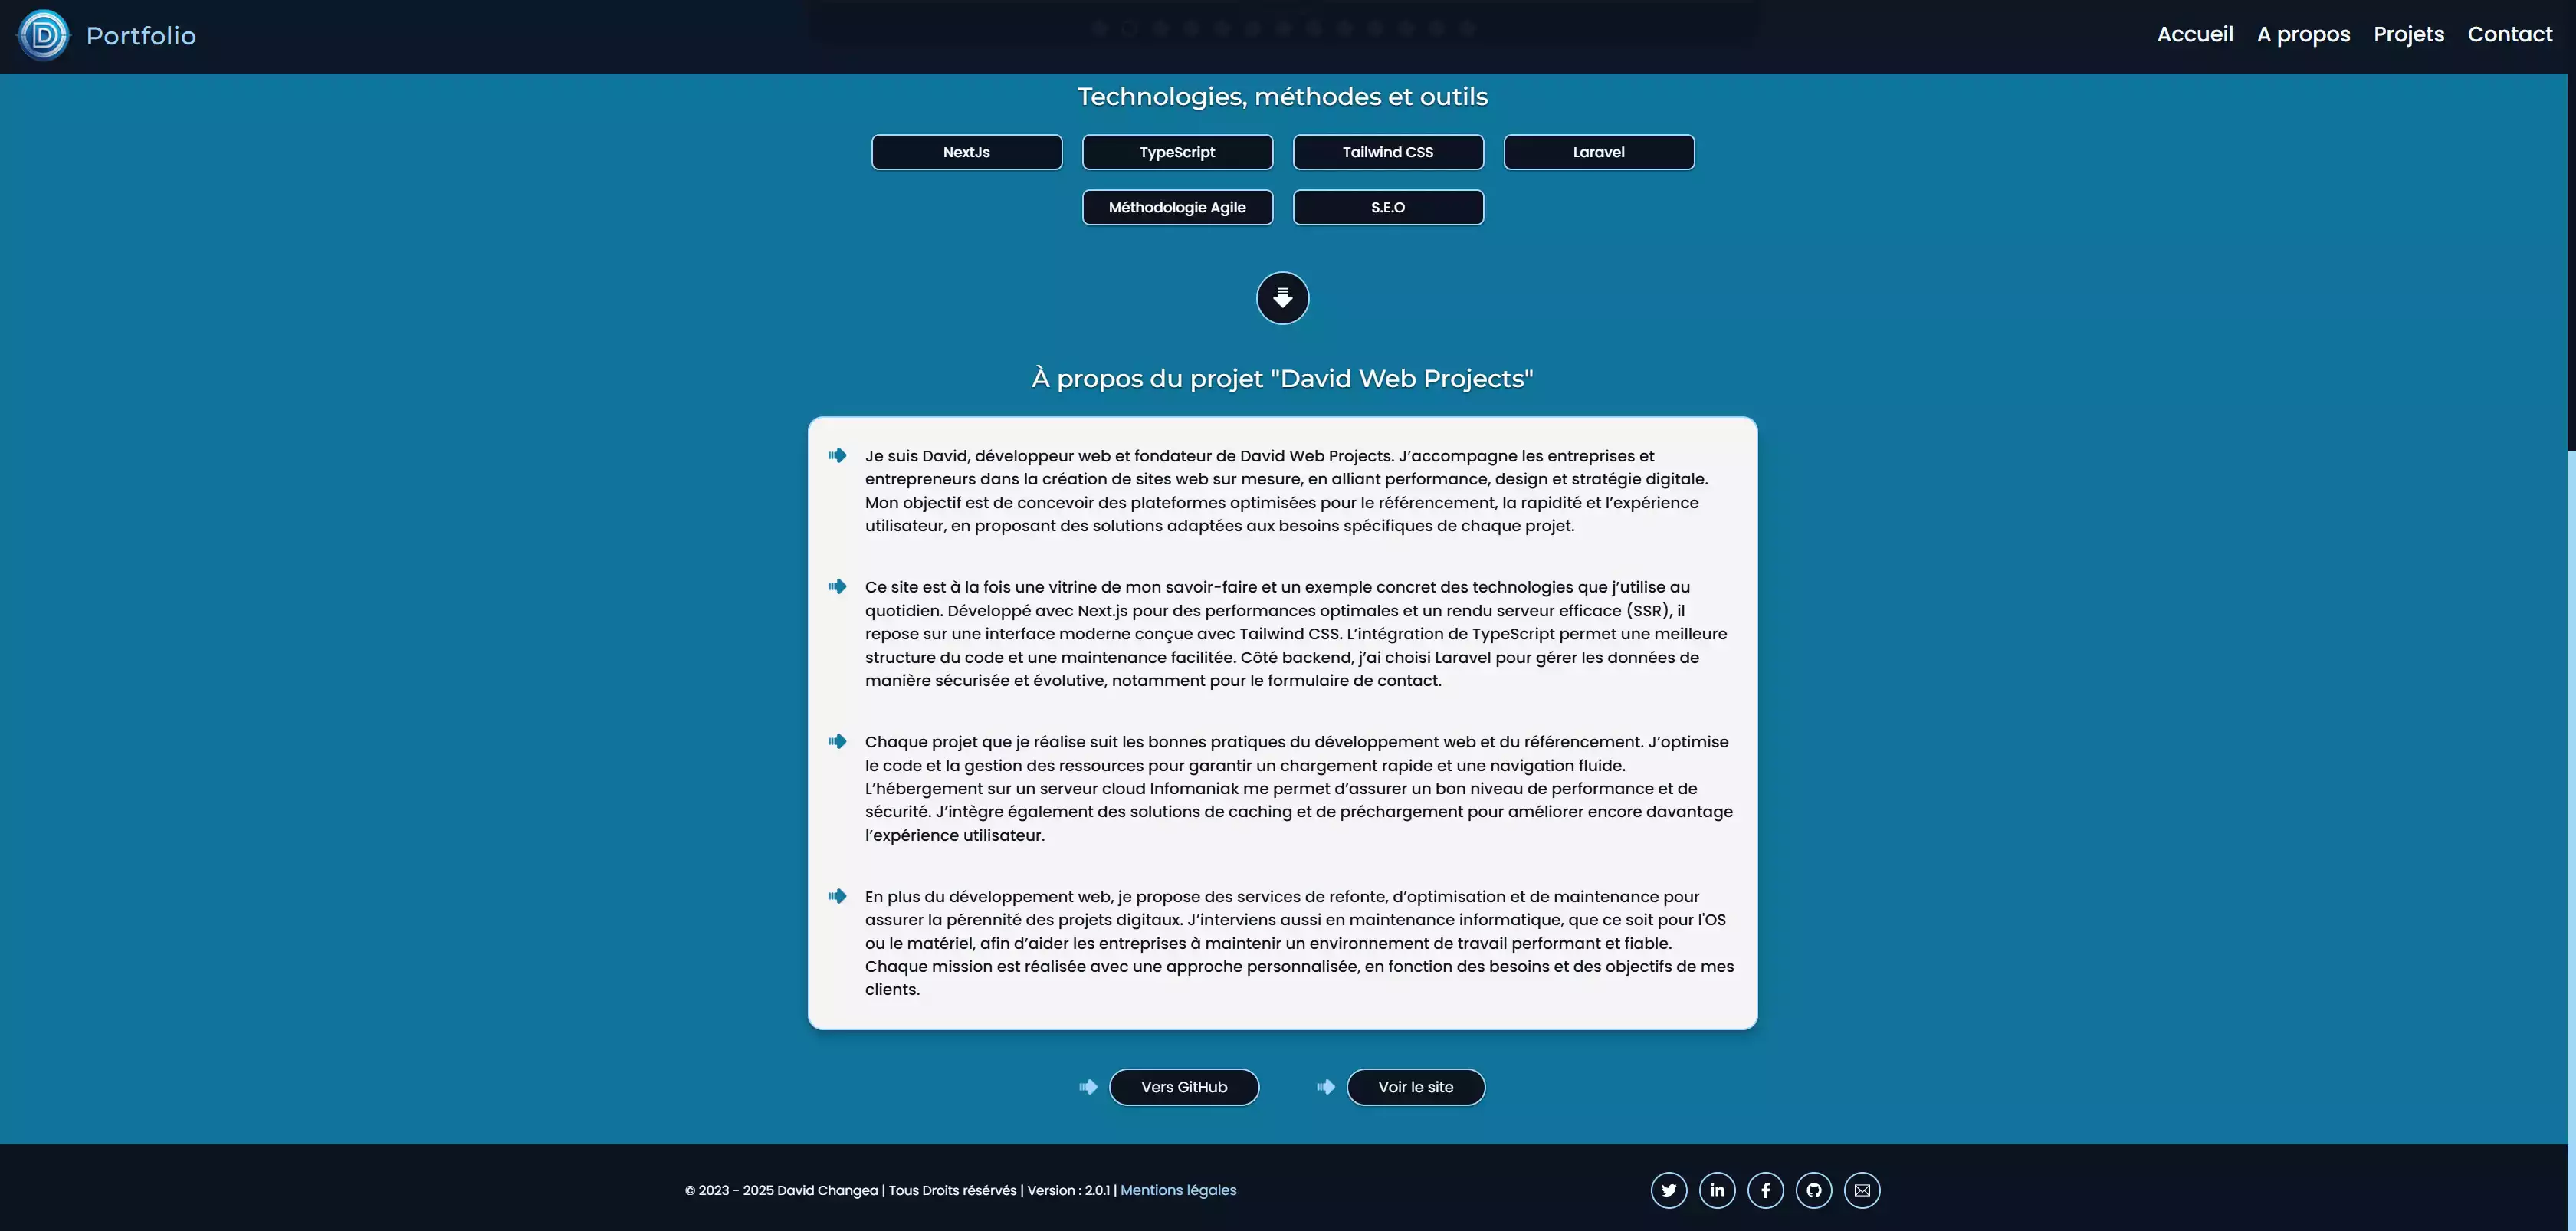 Portfolio
Accueil A propos Projets Contact
Technologies, méthodes et outils
NextJs TypeScript Tailwind CSS Laravel
Méthodologie Agile S.E.O
À propos du projet "David Web Projects"
Je suis David, développeur web et fondateur de David Web Projects. J’accompagne les entreprises et
entrepreneurs dans la création de sites web sur mesure, en alliant performance, design et stratégie digitale.
Mon objectif est de concevoir des plateformes optimisées pour le référencement, la rapidité et l’expérience
utilisateur, en proposant des solutions adaptées aux besoins spécifiques de chaque projet.
Ce site est à la fois une vitrine de mon savoir-faire et un exemple concret des technologies que j’utilise au
quotidien. Développé avec Next.js pour des performances optimales et un rendu serveur efficace (SSR), il
repose sur une interface moderne conçue avec Tailwind CSS. L’intégration de TypeScript permet une meilleure
structure du code et une maintenance facilitée. Côté backend, j’ai choisi Laravel pour gérer les données de
manière sécurisée et évolutive, notamment pour le formulaire de contact.
Chaque projet que je réalise suit les bonnes pratiques du développement web et du référencement. J’optimise
le code et la gestion des ressources pour garantir un chargement rapide et une navigation fluide.
L’hébergement sur un serveur cloud Infomaniak me permet d’assurer un bon niveau de performance et de
sécurité. J’intègre également des solutions de caching et de préchargement pour améliorer encore davantage
l’expérience utilisateur.
En plus du développement web, je propose des services de refonte, d’optimisation et de maintenance pour
assurer la pérennité des projets digitaux. J’interviens aussi en maintenance informatique, que ce soit pour l'OS
ou le matériel, afin d’aider les entreprises à maintenir un environnement de travail performant et fiable.
Chaque mission est réalisée avec une approche personnalisée, en fonction des besoins et des objectifs de mes
clients.
Vers GitHub Voir le site
© 2023 - 2025 David Changea | Tous Droits résérvés | Version : 2.0.1 | Mentions légales